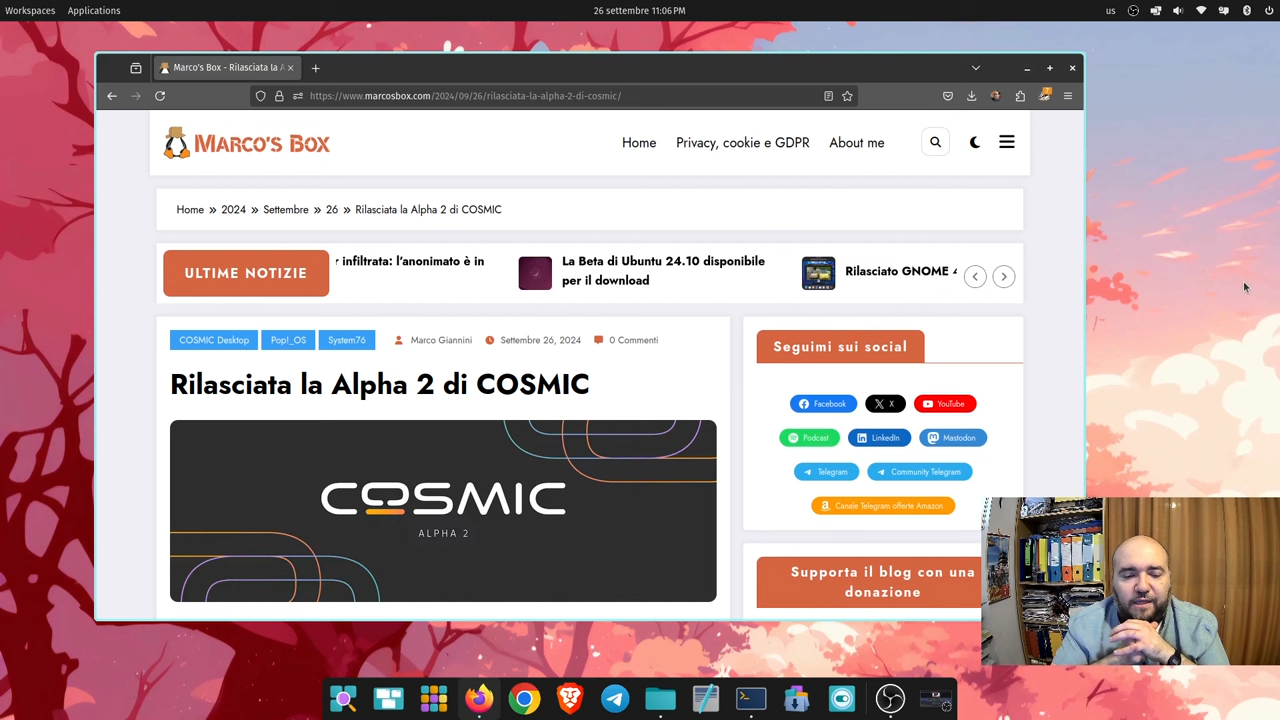 Workspaces Applications 26 settembre 11:06 PM us
Marco's Box - Rilasciata la A
https://www.marcosbox.com/2024/09/26/rilasciata-la-alpha-2-di-cosmic/
Marco's Box Home Privacy, cookie e GDPR About me
Home » 2024 » Settembre » 26 » Rilasciata la Alpha 2 di COSMIC
ULTIME NOTIZIE
r infiltrata: l'anonimato è in
La Beta di Ubuntu 24.10 disponibile
per il download
Rilasciato GNOME 4
COSMIC Desktop Pop!_OS System76 Marco Giannini Settembre 26, 2024 0 Commenti
Rilasciata la Alpha 2 di COSMIC
COSMIC
ALPHA 2
Seguimi sui social
Facebook X YouTube
Podcast LinkedIn Mastodon
Telegram Community Telegram
Canale Telegram offerte Amazon
Supporta il blog con una
donazione